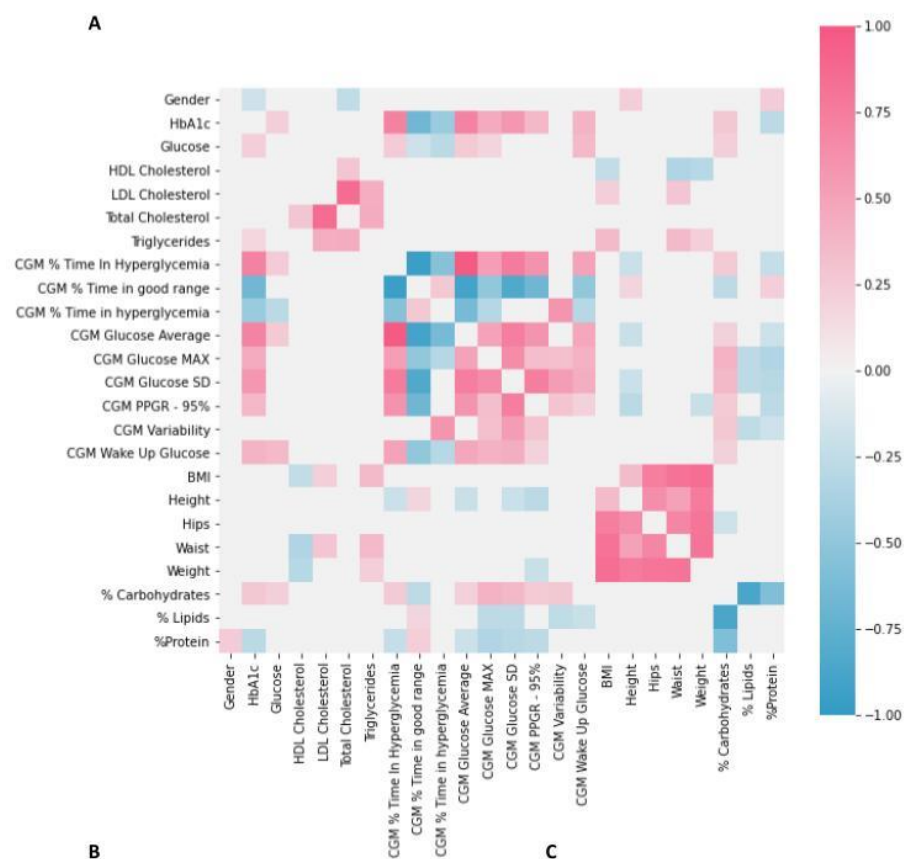 A
Gender
HbA1c
Glucose
HDL Cholesterol
LDL Cholesterol
Total Cholesterol
Triglycerides
CGM % Time In Hyperglycemia
CGM % Time in good range
CGM % Time in hyperglycemia
CGM Glucose Average
CGM Glucose MAX
CGM Glucose SD
CGM PPGR - 95%
CGM Variability
CGM Wake Up Glucose
BMI
Height
Hips
Waist
Weight
% Carbohydrates
% Lipids
%Protein
Gender
HbA1c
Glucose
HDL Cholesterol
LDL Cholesterol
Total Cholesterol
Triglycerides
CGM % Time In Hyperglycemia
CGM % Time in good range
CGM % Time in hyperglycemia
CGM Glucose Average
CGM Glucose MAX
CGM Glucose SD
CGM PPGR - 95%
CGM Variability
CGM Wake Up Glucose
BMI
Height
Hips
Waist
Weight
% Carbohydrates
% Lipids
%Protein
1.00
0.75
0.50
0.25
0.00
−0.25
−0.50
−0.75
−1.00
B
C